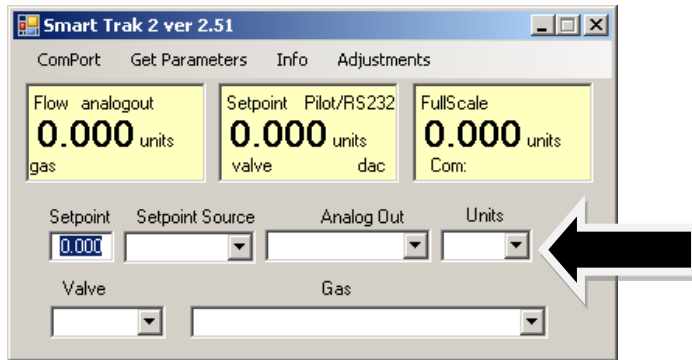 Smart Trak 2 ver 2.51
ComPort Get Parameters Info Adjustments
Flow analogout
0.000 units
gas
Setpoint Pilot/RS232
0.000 units
valve dac
FullScale
0.000 units
Com:
Setpoint Setpoint Source Analog Out Units
0.000
Valve Gas